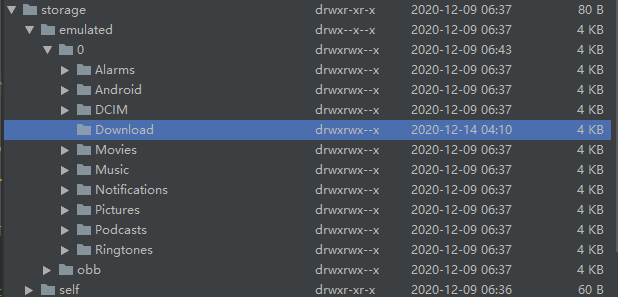 storage drwxr-xr-x 2020-12-09 06:37 80 B
emulated drwx--x--x 2020-12-09 06:37 4 KB
0 drwxrwx--x 2020-12-09 06:43 4 KB
Alarms drwxrwx--x 2020-12-09 06:37 4 KB
Android drwxrwx--x 2020-12-09 06:37 4 KB
DCIM drwxrwx--x 2020-12-09 06:37 4 KB
Download drwxrwx--x 2020-12-14 04:10 4 KB
Movies drwxrwx--x 2020-12-09 06:37 4 KB
Music drwxrwx--x 2020-12-09 06:37 4 KB
Notifications drwxrwx--x 2020-12-09 06:37 4 KB
Pictures drwxrwx--x 2020-12-09 06:37 4 KB
Podcasts drwxrwx--x 2020-12-09 06:37 4 KB
Ringtones drwxrwx--x 2020-12-09 06:37 4 KB
obb drwxrwx--x 2020-12-09 06:37 4 KB
self drwxr-xr-x 2020-12-09 06:36 60 B